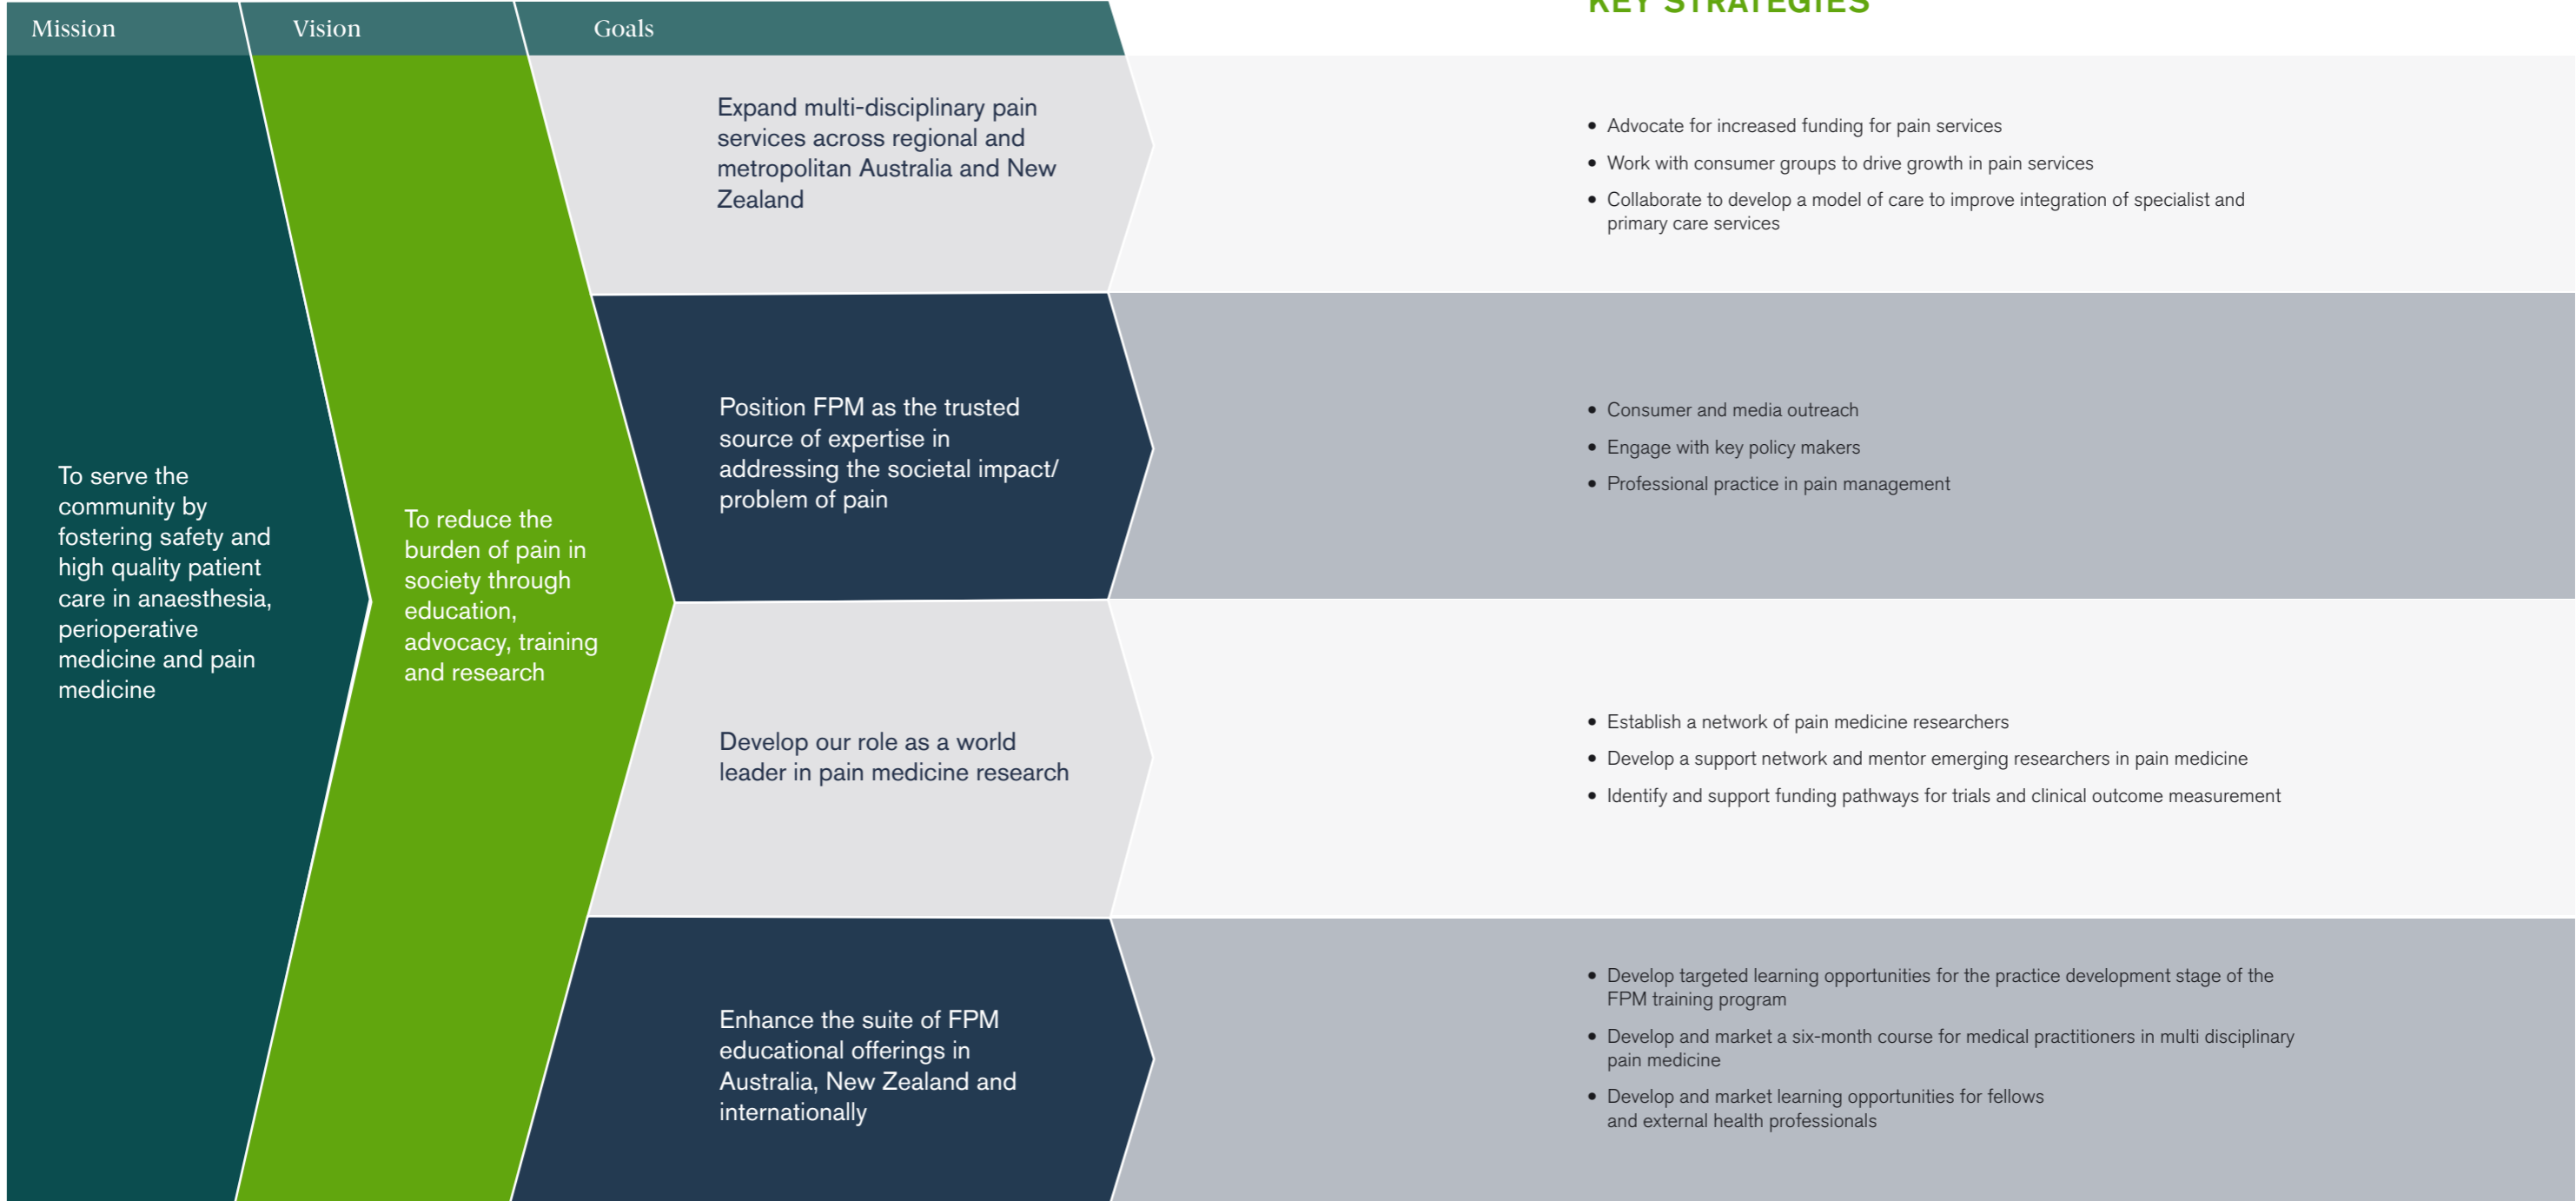 KEY STRATEGIES
Mission
Vision
Goals
To serve the
community by
fostering safety and
high quality patient
care in anaesthesia,
perioperative
medicine and pain
medicine
To reduce the
burden of pain in
society through
education,
advocacy, training
and research
Expand multi-disciplinary pain
services across regional and
metropolitan Australia and New
Zealand
• Advocate for increased funding for pain services
• Work with consumer groups to drive growth in pain services
• Collaborate to develop a model of care to improve integration of specialist and
primary care services
Position FPM as the trusted
source of expertise in
addressing the societal impact/
problem of pain
• Consumer and media outreach
• Engage with key policy makers
• Professional practice in pain management
Develop our role as a world
leader in pain medicine research
• Establish a network of pain medicine researchers
• Develop a support network and mentor emerging researchers in pain medicine
• Identify and support funding pathways for trials and clinical outcome measurement
Enhance the suite of FPM
educational offerings in
Australia, New Zealand and
internationally
• Develop targeted learning opportunities for the practice development stage of the
FPM training program
• Develop and market a six-month course for medical practitioners in multi disciplinary
pain medicine
• Develop and market learning opportunities for fellows
and external health professionals